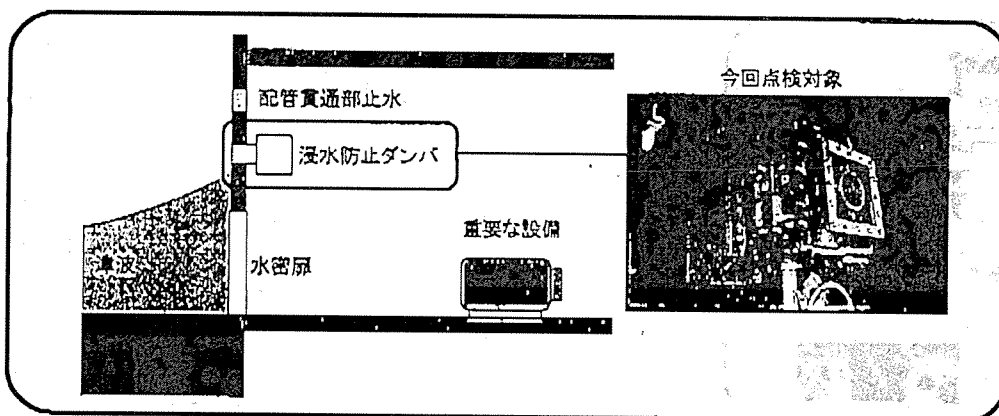 今回点検対象
配管貫通部止水
浸水防止ダンパ
重要な設備
水密扉